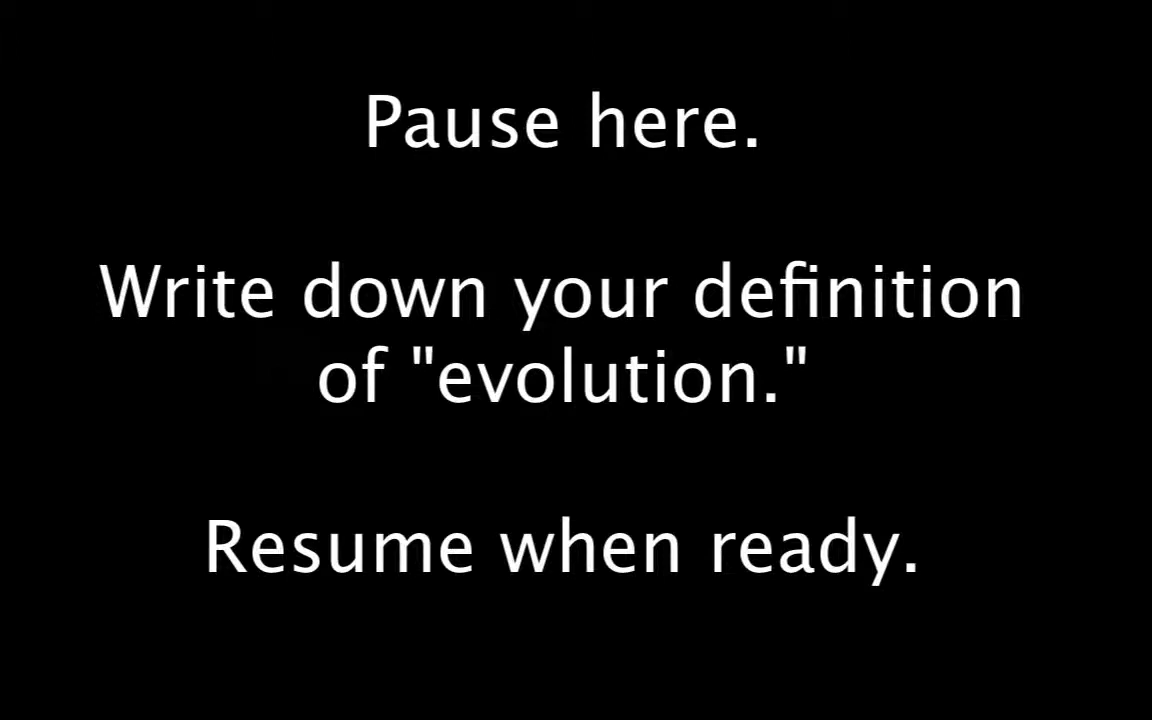 Pause here.
Write down your definition
of "evolution."
Resume when ready.